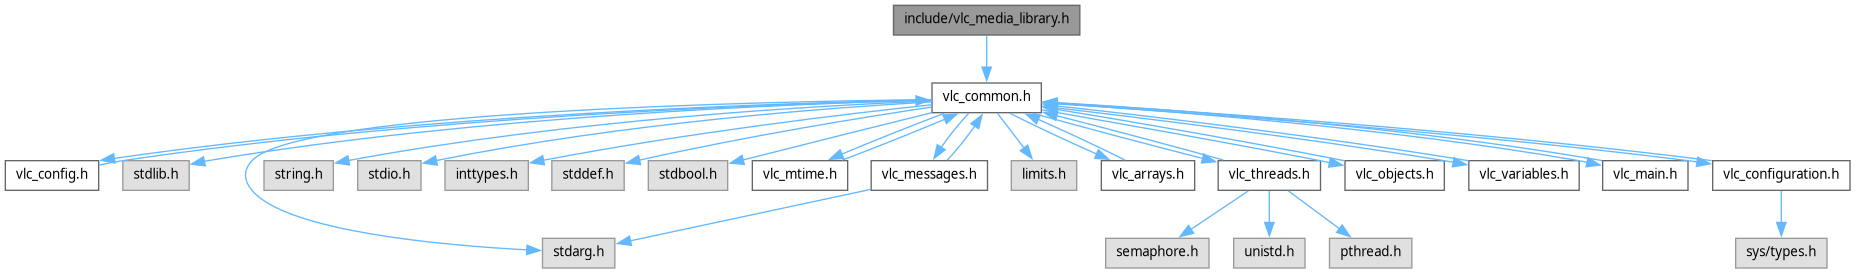 include/vlc_media_library.h
vlc_common.h
vlc_config.h
stdlib.h
string.h
stdio.h
inttypes.h
stddef.h
stdbool.h
vlc_mtime.h
vlc_messages.h
limits.h
vlc_arrays.h
vlc_threads.h
vlc_objects.h
vlc_variables.h
vlc_main.h
vlc_configuration.h
stdarg.h
semaphore.h
unistd.h
pthread.h
sys/types.h